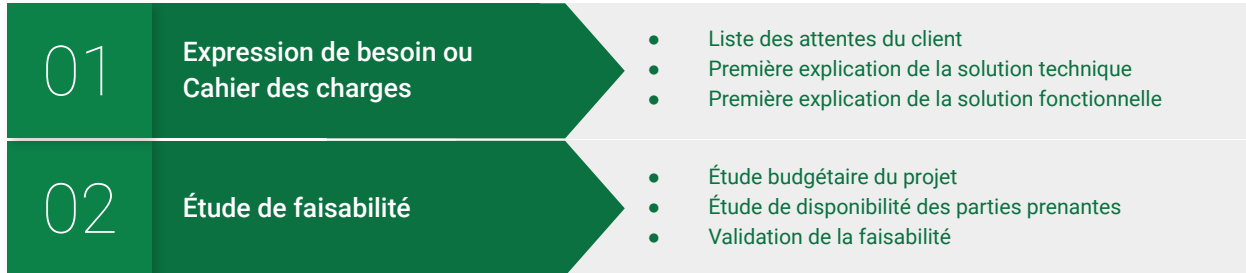 01
Expression de besoin ou
Cahier des charges
● Liste des attentes du client
● Première explication de la solution technique
● Première explication de la solution fonctionnelle
02
Étude de faisabilité
● Étude budgétaire du projet
● Étude de disponibilité des parties prenantes
● Validation de la faisabilité